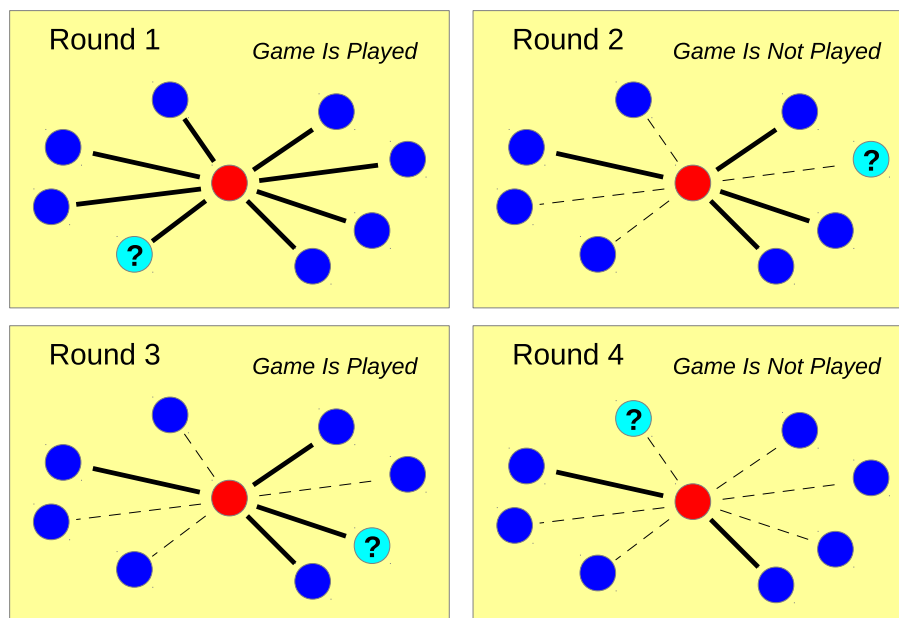 Round 1
Game Is Played
?
Round 2
Game Is Not Played
?
Round 3
Game Is Played
?
Round 4
Game Is Not Played
?